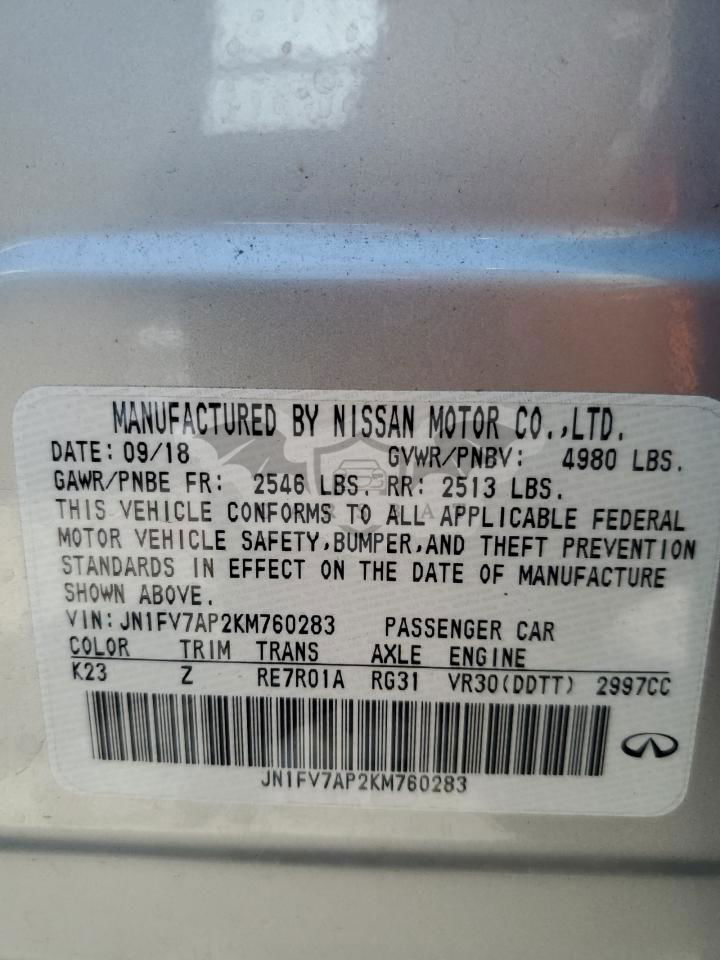 MANUFACTURED BY NISSAN MOTOR CO.,LTD.
DATE: 09/18 GVWR/PNBV: 4980 LBS.
GAWR/PNBE FR: 2546 LBS. RR: 2513 LBS.
THIS VEHICLE CONFORMS TO ALL APPLICABLE FEDERAL
MOTOR VEHICLE SAFETY,BUMPER,AND THEFT PREVENTION
STANDARDS IN EFFECT ON THE DATE OF MANUFACTURE
SHOWN ABOVE.
VIN: JN1FV7AP2KM760283 PASSENGER CAR
COLOR TRIM TRANS AXLE ENGINE
K23 Z RE7R01A RG31 VR30(DDTT) 2997CC
JN1FV7AP2KM760283